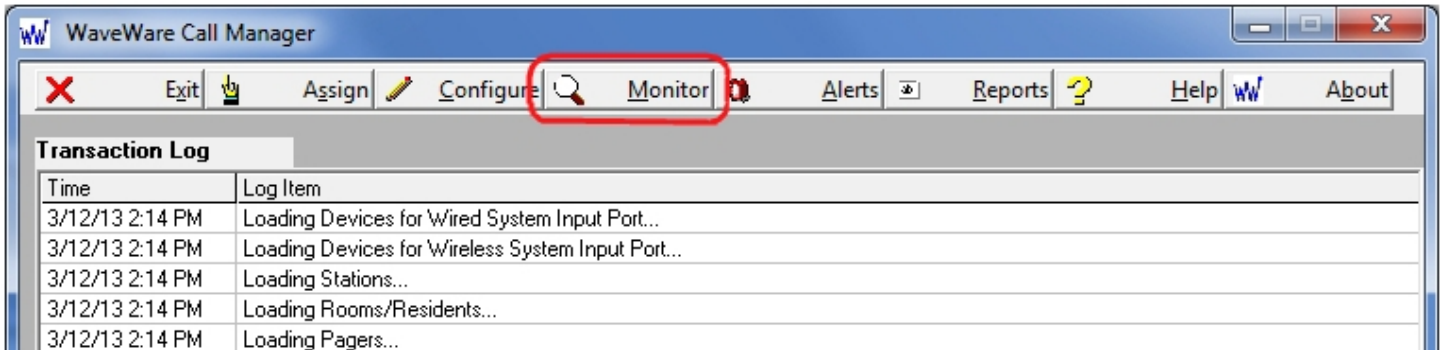 WaveWare Call Manager
Exit Assign Configure Monitor Alerts Reports Help About
Transaction Log
Time Log Item
3/12/13 2:14 PM Loading Devices for Wired System Input Port...
3/12/13 2:14 PM Loading Devices for Wireless System Input Port...
3/12/13 2:14 PM Loading Stations...
3/12/13 2:14 PM Loading Rooms/Residents...
3/12/13 2:14 PM Loading Pagers...